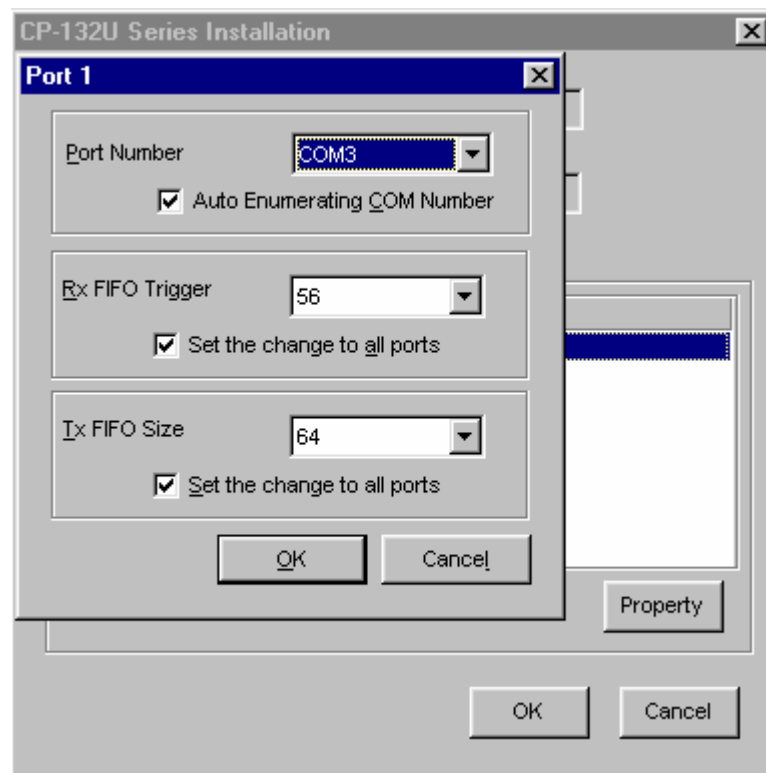 CP-132U Series Installation
Port 1
Port Number
COM3
Auto Enumerating COM Number
Rx FIFO Trigger
56
Set the change to all ports
Tx FIFO Size
64
Set the change to all ports
OK
Cancel
Property
OK
Cancel